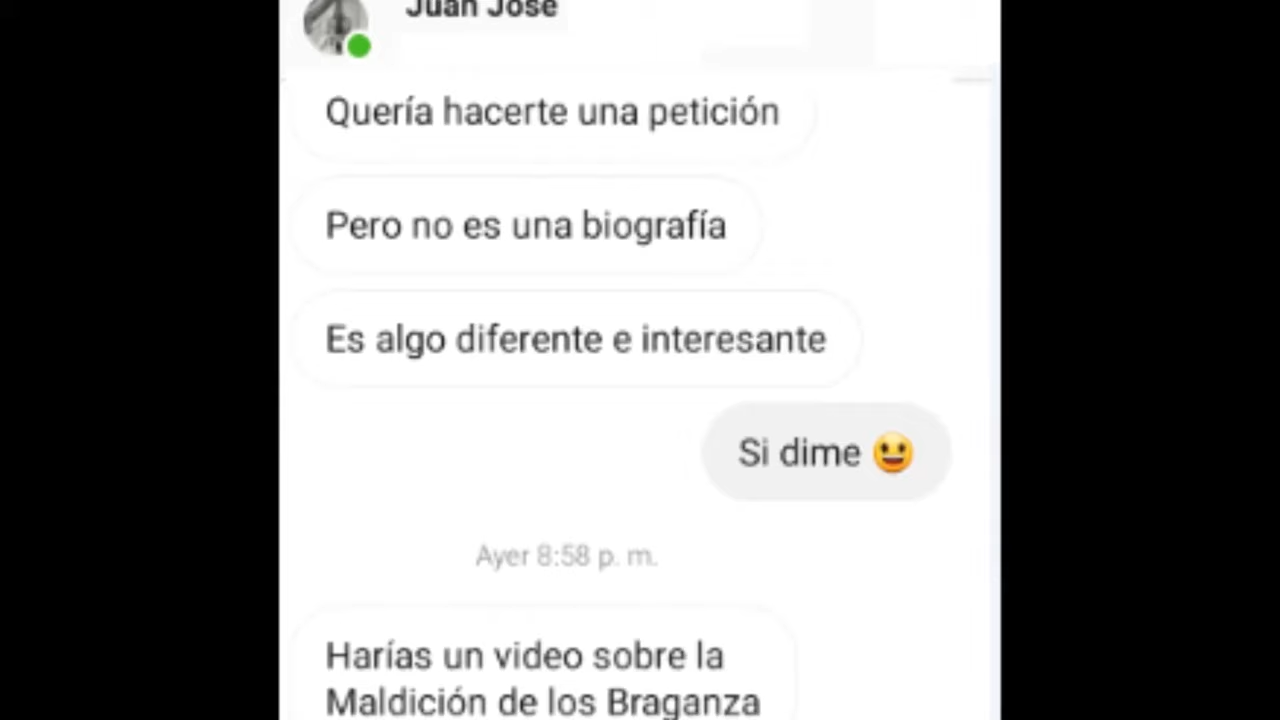 Juan José
Quería hacerte una petición
Pero no es una biografía
Es algo diferente e interesante
Si dime 😃
Ayer 8:58 p. m.
Harías un video sobre la
Maldición de los Braganza